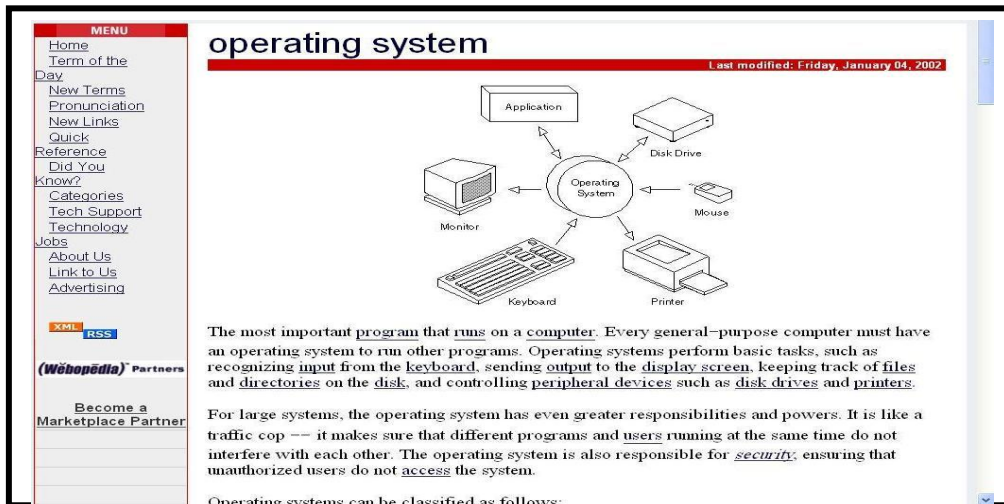 MENU
Home
Term of the
Day
New Terms
Pronunciation
New Links
Quick
Reference
Did You
Know?
Categories
Tech Support
Technology
Jobs
About Us
Link to Us
Advertising
XML
RSS
(Webopedia)™ Partners
Become a
Marketplace Partner
operating system
Last modified: Friday, January 04, 2002
Application
Disk Drive
Operating
System
Mouse
Monitor
Keyboard
Printer
The most important program that runs on a computer. Every general-purpose computer must have
an operating system to run other programs. Operating systems perform basic tasks, such as
recognizing input from the keyboard, sending output to the display screen, keeping track of files
and directories on the disk, and controlling peripheral devices such as disk drives and printers.
For large systems, the operating system has even greater responsibilities and powers. It is like a
traffic cop -- it makes sure that different programs and users running at the same time do not
interfere with each other. The operating system is also responsible for security, ensuring that
unauthorized users do not access the system.
Operating systems can be classified as follows: